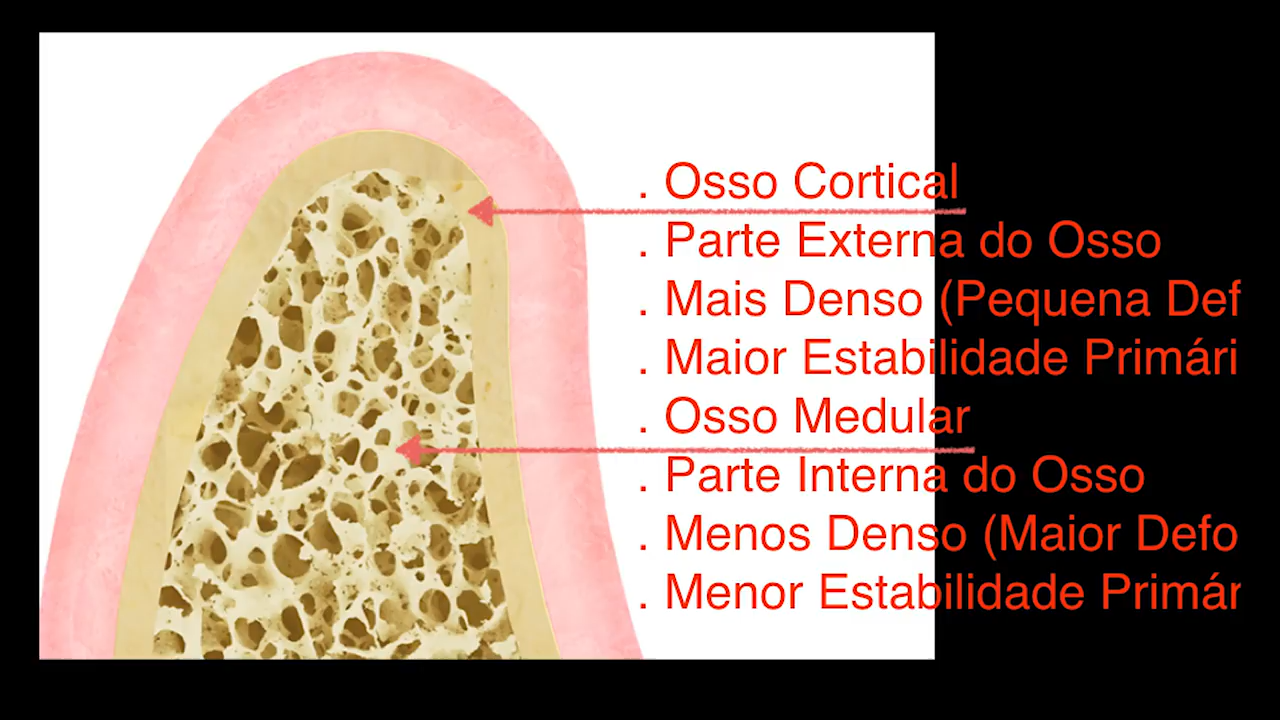 . Osso Cortical
. Parte Externa do Osso
. Mais Denso (Pequena Def
. Maior Estabilidade Primári
. Osso Medular
. Parte Interna do Osso
. Menos Denso (Maior Defo
. Menor Estabilidade Primár